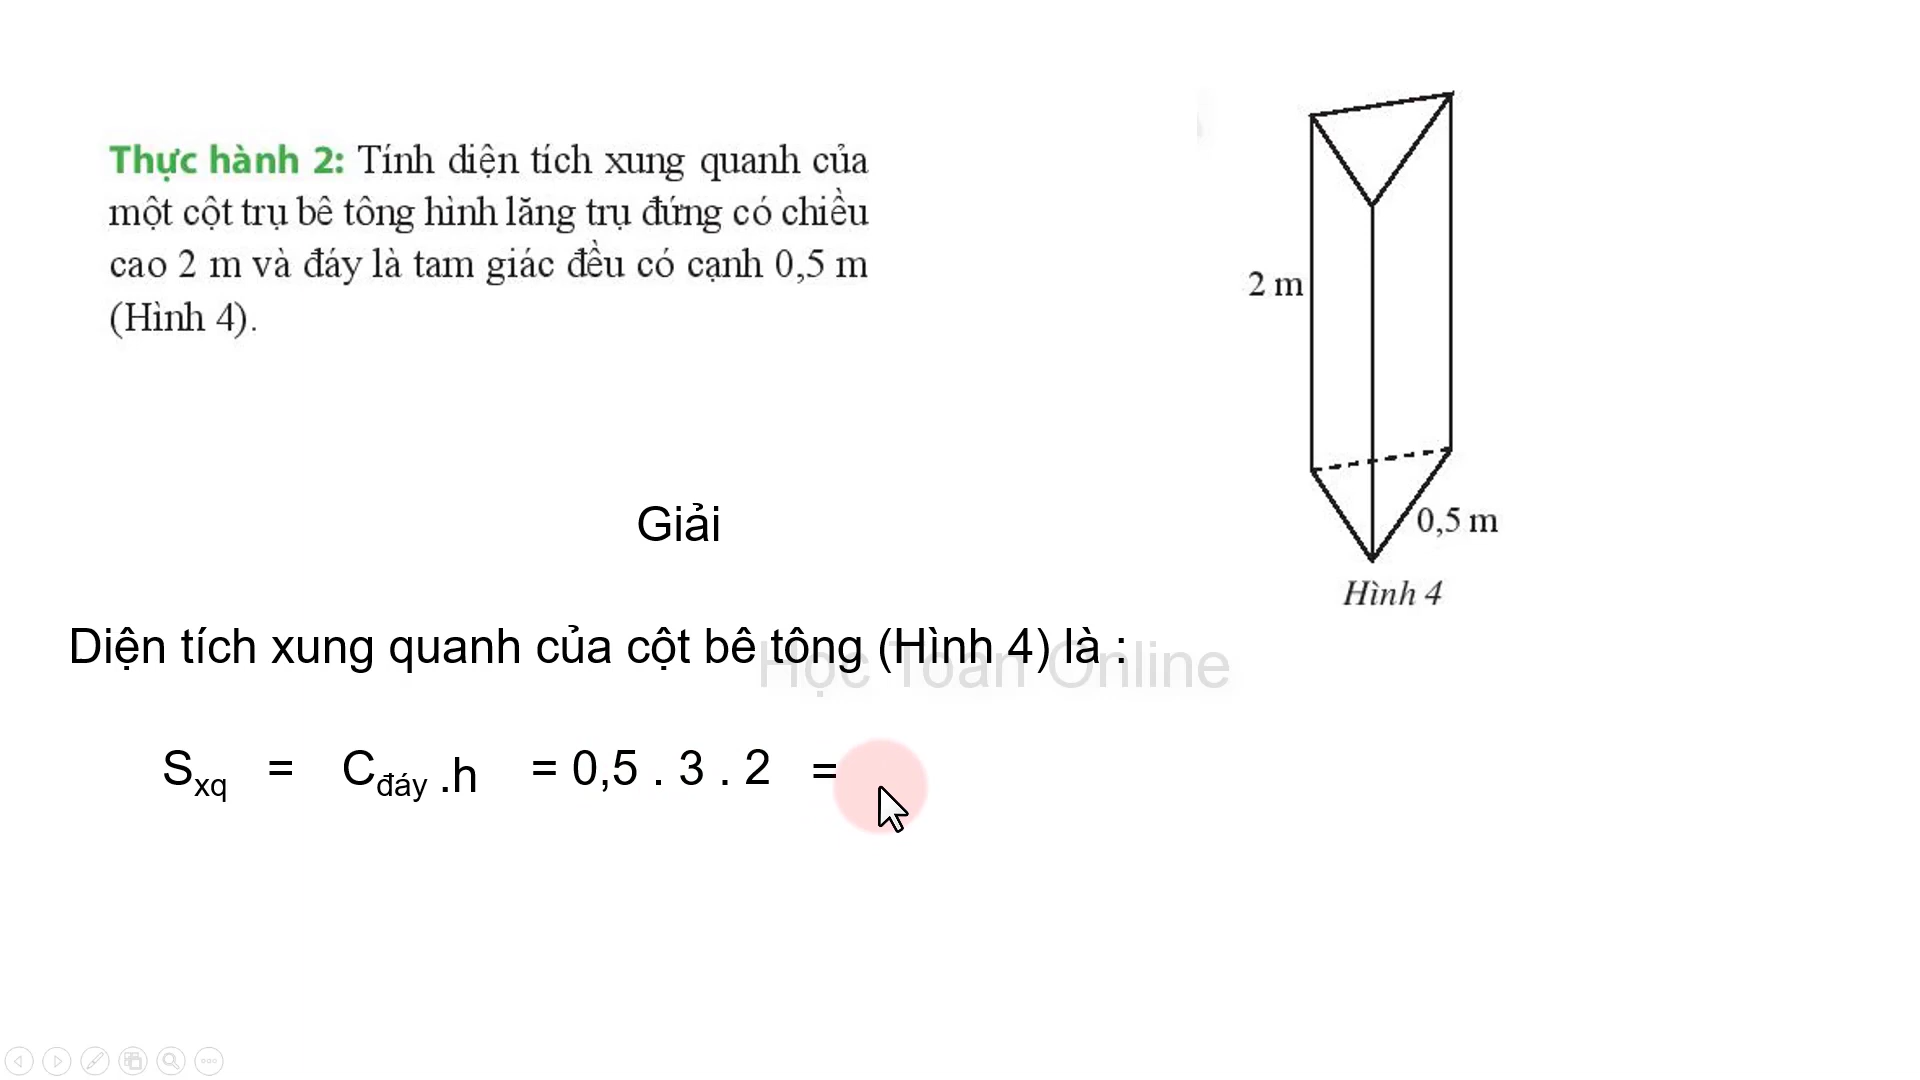 Thực hành 2: Tính diện tích xung quanh của
một cột trụ bê tông hình lăng trụ đứng có chiều
cao 2 m và đáy là tam giác đều có cạnh 0,5 m
(Hình 4).
2 m
0,5 m
Hình 4
Giải
Diện tích xung quanh của cột bê tông (Hình 4) là :
Học Toán Online
Sxq = Cđáy .h = 0,5 . 3 . 2 =